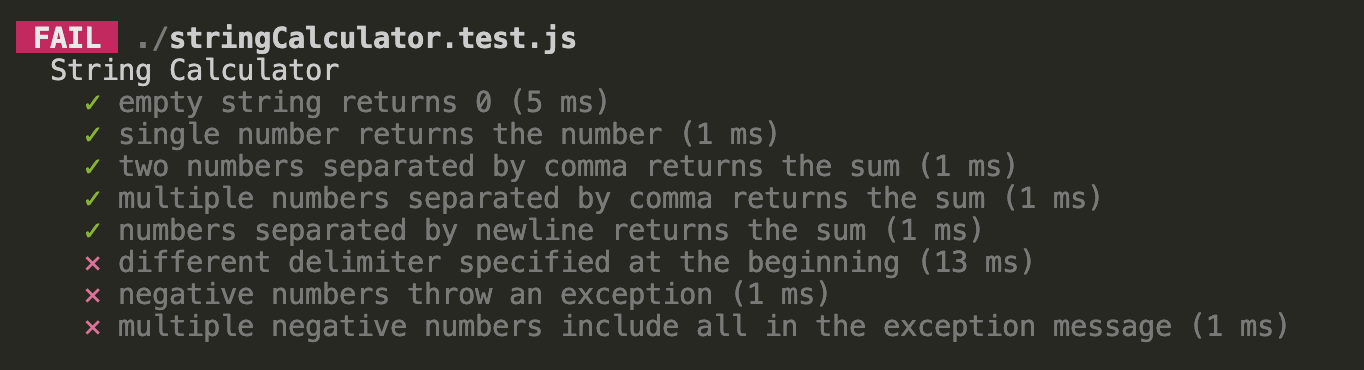 FAIL ./stringCalculator.test.js
String Calculator
✓ empty string returns 0 (5 ms)
✓ single number returns the number (1 ms)
✓ two numbers separated by comma returns the sum (1 ms)
✓ multiple numbers separated by comma returns the sum (1 ms)
✓ numbers separated by newline returns the sum (1 ms)
✕ different delimiter specified at the beginning (13 ms)
✕ negative numbers throw an exception (1 ms)
✕ multiple negative numbers include all in the exception message (1 ms)